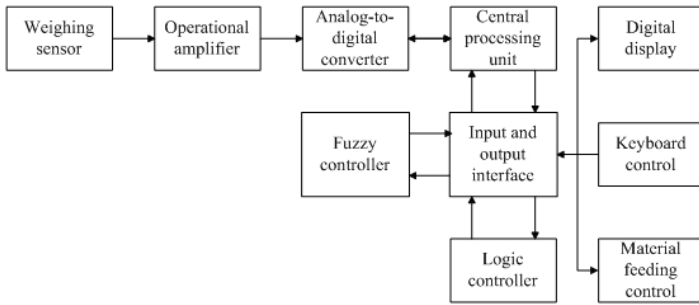 Weighing
sensor
Operational
amplifier
Analog-to-
digital
converter
Central
processing
unit
Digital
display
Fuzzy
controller
Input and
output
interface
Keyboard
control
Logic
controller
Material
feeding
control